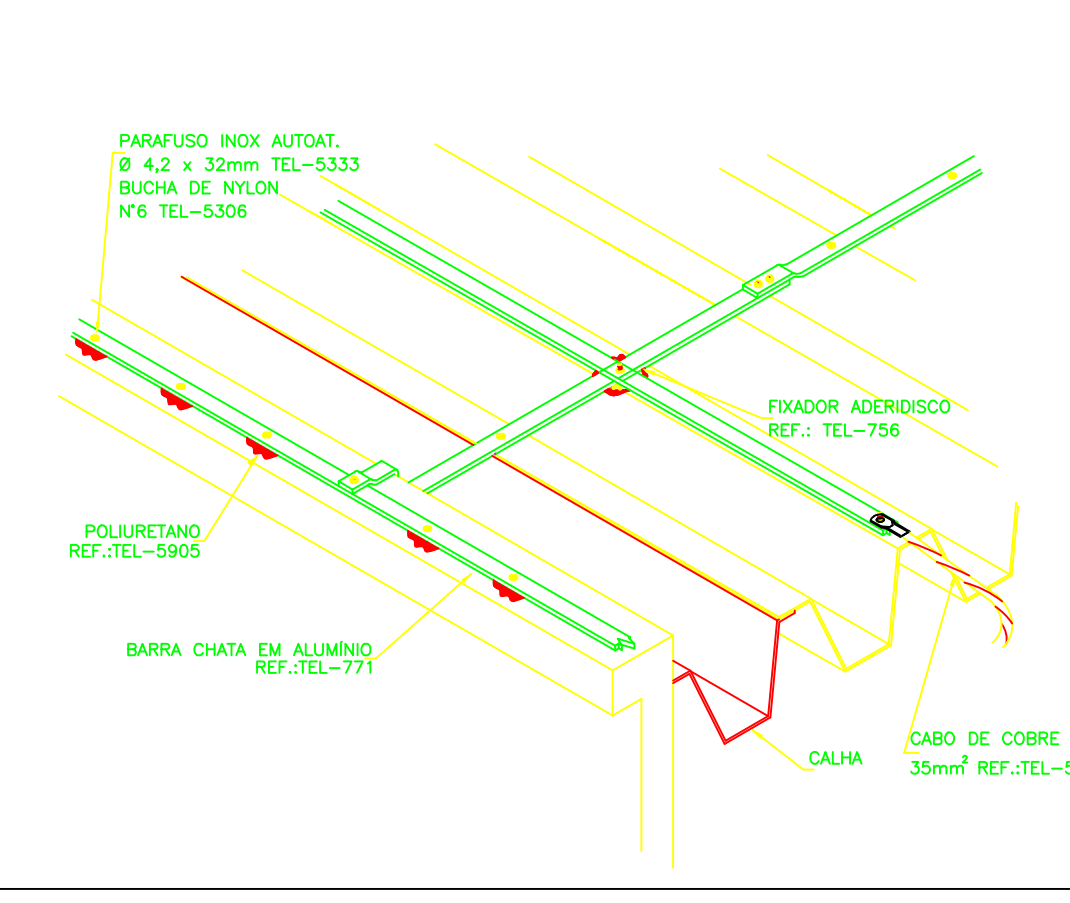 PARAFUSO INOX AUTOAT.
Ø 4,2 x 32mm TEL-5333
BUCHA DE NYLON
N°6 TEL-5306
FIXADOR ADERIDISCO
REF.: TEL-756
POLIURETANO
REF.:TEL-5905
BARRA CHATA EM ALUMÍNIO
REF.:TEL-771
CALHA
CABO DE COBRE
35mm² REF.:TEL-5